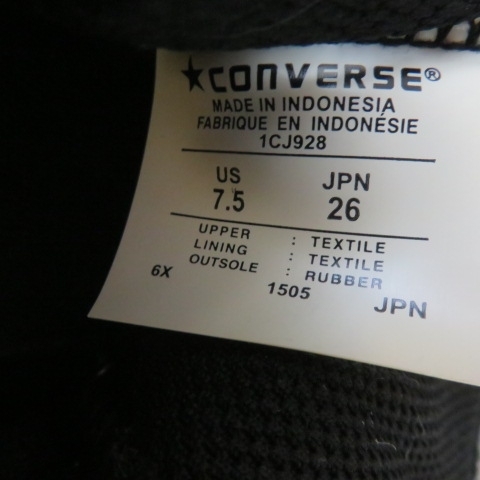 ★CONVERSE®
MADE IN INDONESIA
FABRIQUE EN INDONÉSIE
1CJ928
US JPN
7.5 26
UPPER : TEXTILE
LINING : TEXTILE
OUTSOLE : RUBBER
6X 1505 JPN